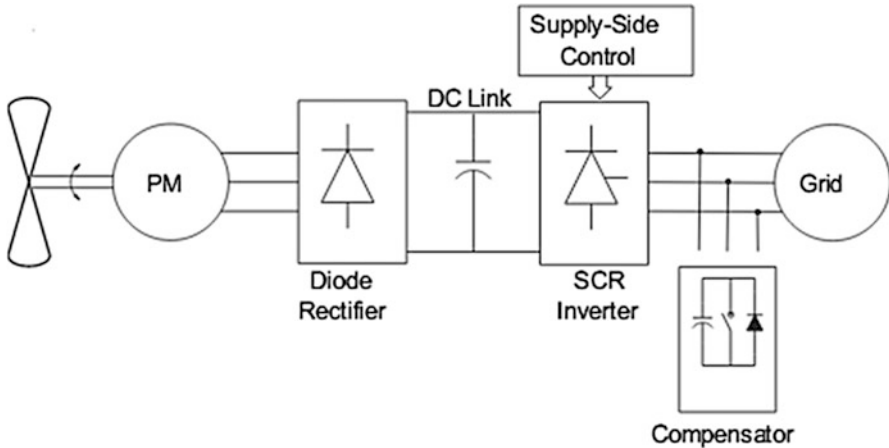 Supply-Side
Control
DC Link
PM
Grid
Diode
Rectifier
SCR
Inverter
Compensator